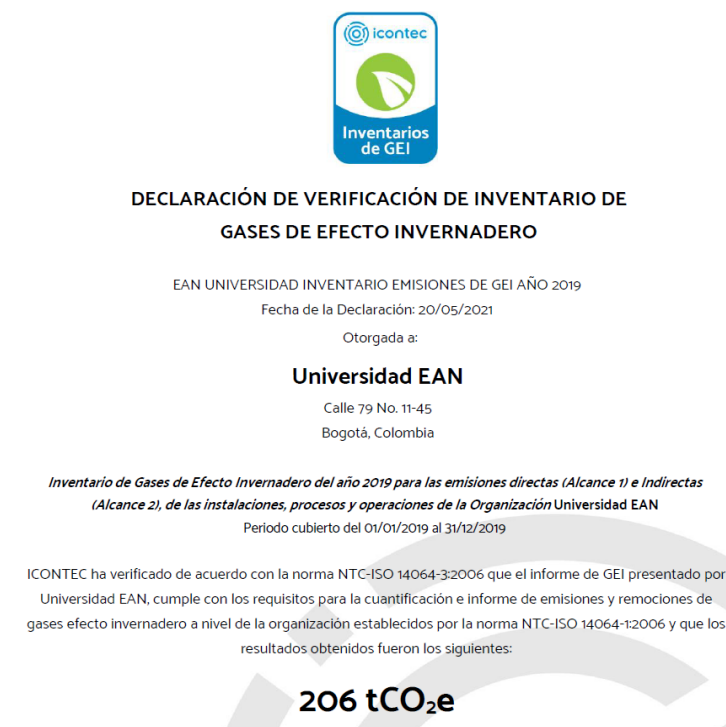 icontec
Inventarios
de GEI
DECLARACIÓN DE VERIFICACIÓN DE INVENTARIO DE
GASES DE EFECTO INVERNADERO
EAN UNIVERSIDAD INVENTARIO EMISIONES DE GEI AÑO 2019
Fecha de la Declaración: 20/05/2021
Otorgada a:
Universidad EAN
Calle 79 No. 11-45
Bogotá, Colombia
Inventario de Gases de Efecto Invernadero del año 2019 para las emisiones directas (Alcance 1) e Indirectas
(Alcance 2), de las instalaciones, procesos y operaciones de la Organización Universidad EAN
Periodo cubierto del 01/01/2019 al 31/12/2019
ICONTEC ha verificado de acuerdo con la norma NTC-ISO 14064-3:2006 que el informe de GEI presentado por
Universidad EAN, cumple con los requisitos para la cuantificación e informe de emisiones y remociones de
gases efecto invernadero a nivel de la organización establecidos por la norma NTC-ISO 14064-1:2006 y que los
resultados obtenidos fueron los siguientes:
206 tCO₂e